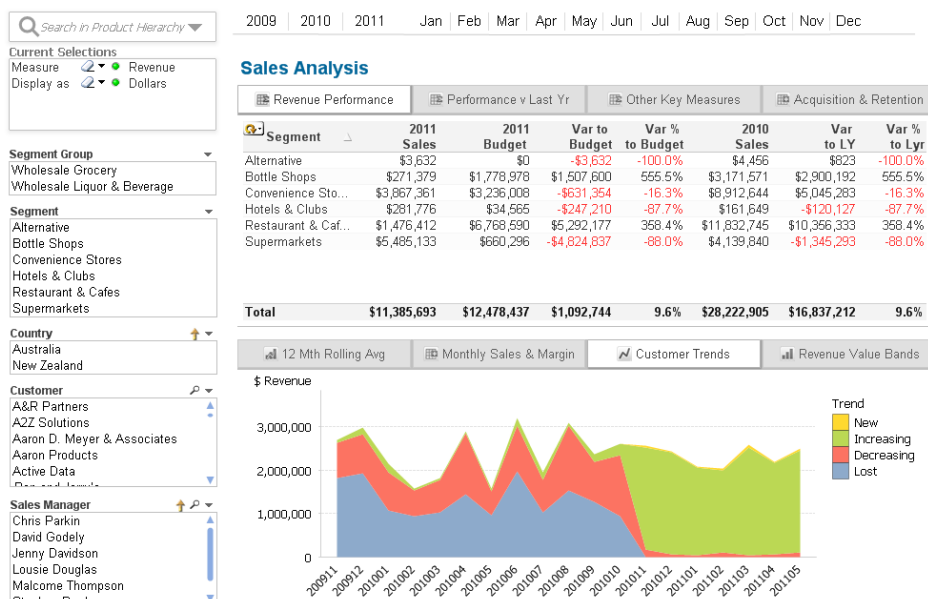 2009 2010 2011 Jan Feb Mar Apr May Jun Jul Aug Sep Oct Nov Dec
Search in Product Hierarchy
Current Selections
Measure Revenue
Display as Dollars
Segment Group
Wholesale Grocery
Wholesale Liquor & Beverage
Segment
Alternative
Bottle Shops
Convenience Stores
Hotels & Clubs
Restaurant & Cafes
Supermarkets
Country
Australia
New Zealand
Customer
A&R Partners
A2Z Solutions
Aaron D. Meyer & Associates
Aaron Products
Active Data
Sales Manager
Chris Parkin
David Godely
Jenny Davidson
Lousie Douglas
Malcome Thompson
Sales Analysis
Revenue Performance Performance v Last Yr Other Key Measures Acquisition & Retention
Segment 2011 Sales 2011 Budget Var to Budget Var % to Budget 2010 Sales Var to LY Var % to Lyr
Alternative $3,632 $0 -$3,632 -100.0% $4,456 $823 -100.0%
Bottle Shops $271,379 $1,778,978 $1,507,600 555.5% $3,171,571 $2,900,192 555.5%
Convenience Sto... $3,867,361 $3,236,008 -$631,354 -16.3% $8,912,644 $5,045,283 -16.3%
Hotels & Clubs $281,776 $34,565 -$247,210 -87.7% $161,649 -$120,127 -87.7%
Restaurant & Caf... $1,476,412 $6,768,590 $5,292,177 358.4% $11,832,745 $10,356,333 358.4%
Supermarkets $5,485,133 $660,296 -$4,824,837 -88.0% $4,139,840 -$1,345,293 -88.0%
Total $11,385,693 $12,478,437 $1,092,744 9.6% $28,222,905 $16,837,212 9.6%
12 Mth Rolling Avg Monthly Sales & Margin Customer Trends Revenue Value Bands
$ Revenue
3,000,000
2,000,000
1,000,000
0
200911 200912 201001 201002 201003 201004 201005 201006 201007 201008 201009 201010 201011 201012 201101 201102 201103 201104 201105
Trend
New
Increasing
Decreasing
Lost